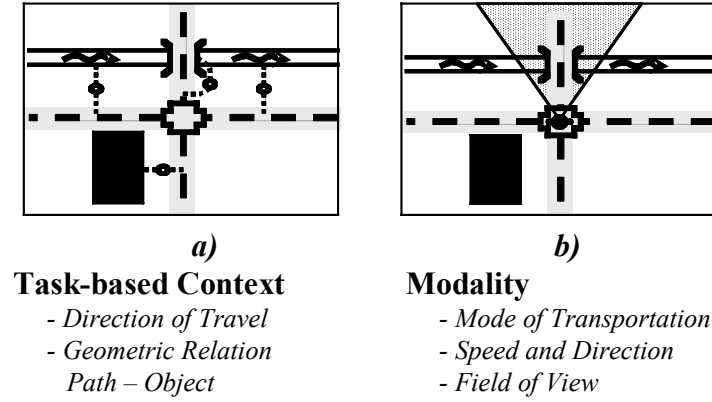 a)
Task-based Context
- Direction of Travel
- Geometric Relation
Path – Object
b)
Modality
- Mode of Transportation
- Speed and Direction
- Field of View